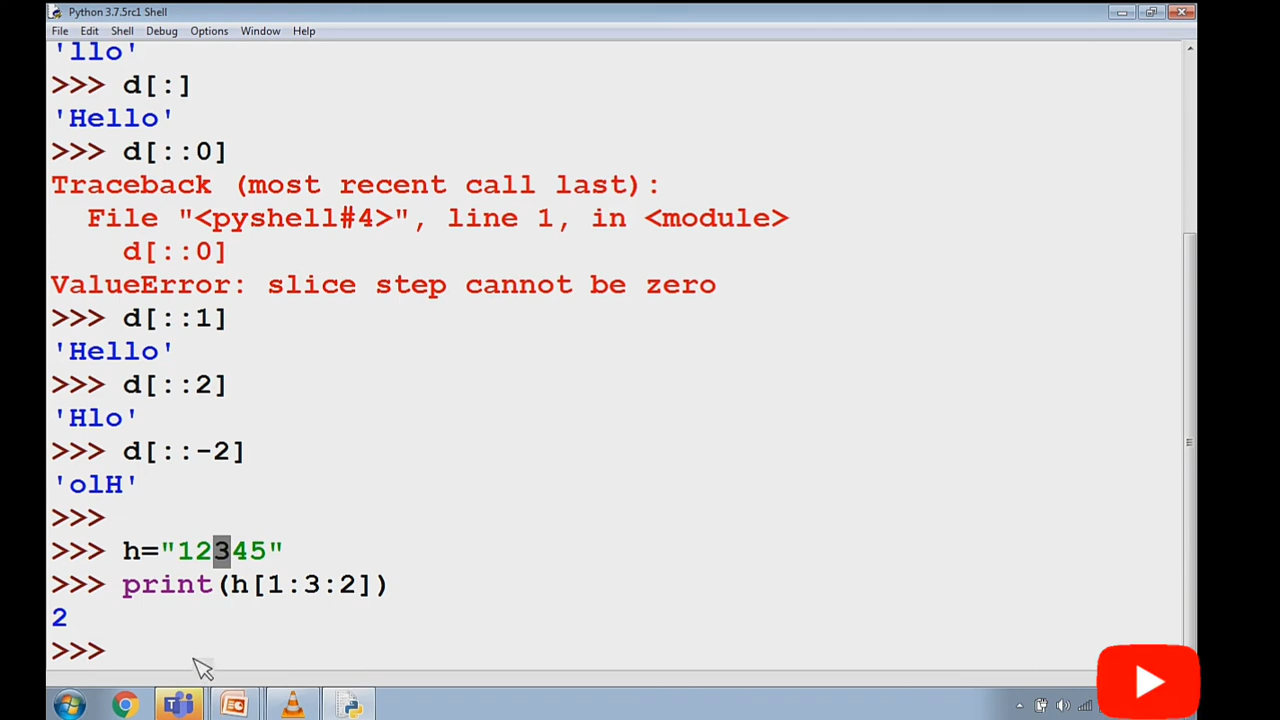 Python 3.7.5rc1 Shell
File Edit Shell Debug Options Window Help
'llo'
>>> d[:]
'Hello'
>>> d[::0]
Traceback (most recent call last):
  File "<pyshell#4>", line 1, in <module>
    d[::0]
ValueError: slice step cannot be zero
>>> d[::1]
'Hello'
>>> d[::2]
'Hlo'
>>> d[::-2]
'olH'
>>>
>>> h="12345"
>>> print(h[1:3:2])
2
>>>